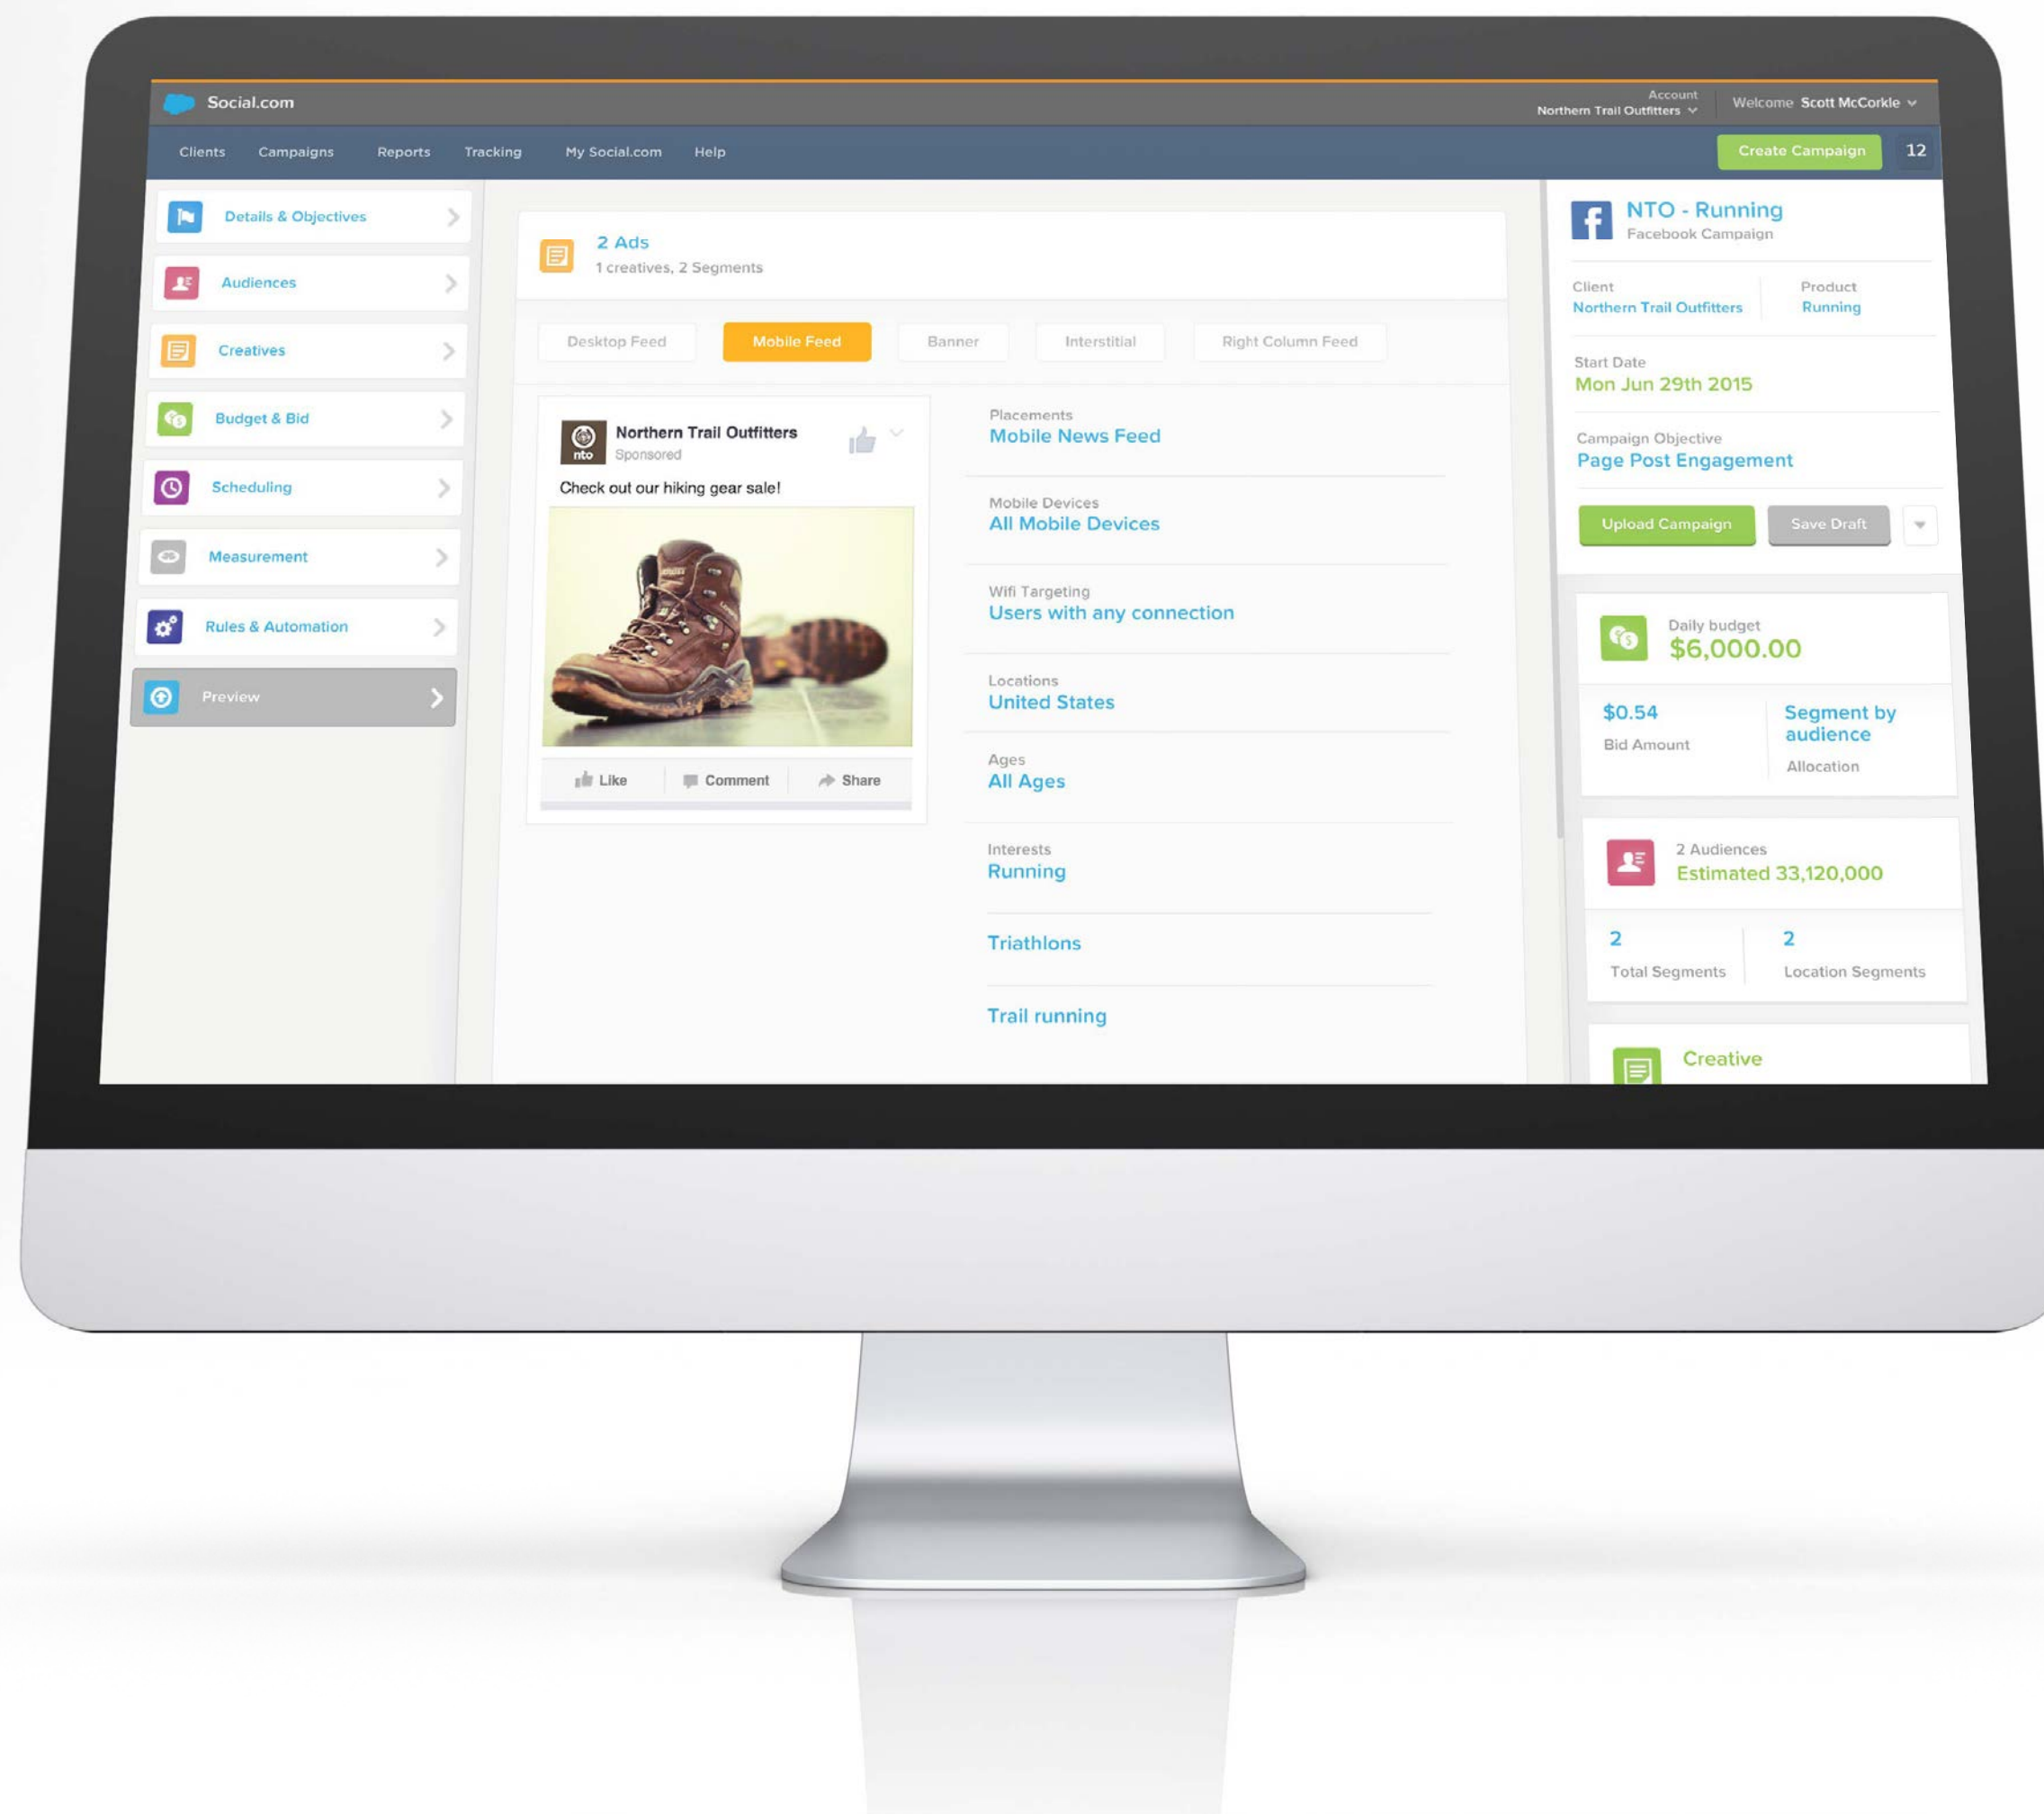 Social.com
Account
Northern Trail Outfitters
Welcome Scott McCorkle
Clients
Campaigns
Reports
Tracking
My Social.com
Help
Create Campaign
12
Details & Objectives
Audiences
Creatives
Budget & Bid
Scheduling
Measurement
Rules & Automation
Preview
2 Ads
1 creatives, 2 Segments
Desktop Feed
Mobile Feed
Banner
Interstitial
Right Column Feed
nto
Northern Trail Outfitters
Sponsored
Check out our hiking gear sale!
Like
Comment
Share
Placements
Mobile News Feed
Mobile Devices
All Mobile Devices
Wifi Targeting
Users with any connection
Locations
United States
Ages
All Ages
Interests
Running
Triathlons
Trail running
f
NTO - Running
Facebook Campaign
Client
Northern Trail Outfitters
Product
Running
Start Date
Mon Jun 29th 2015
Campaign Objective
Page Post Engagement
Upload Campaign
Save Draft
Daily budget
$6,000.00
$0.54
Bid Amount
Segment by
audience
Allocation
2 Audiences
Estimated 33,120,000
2
Total Segments
2
Location Segments
Creative